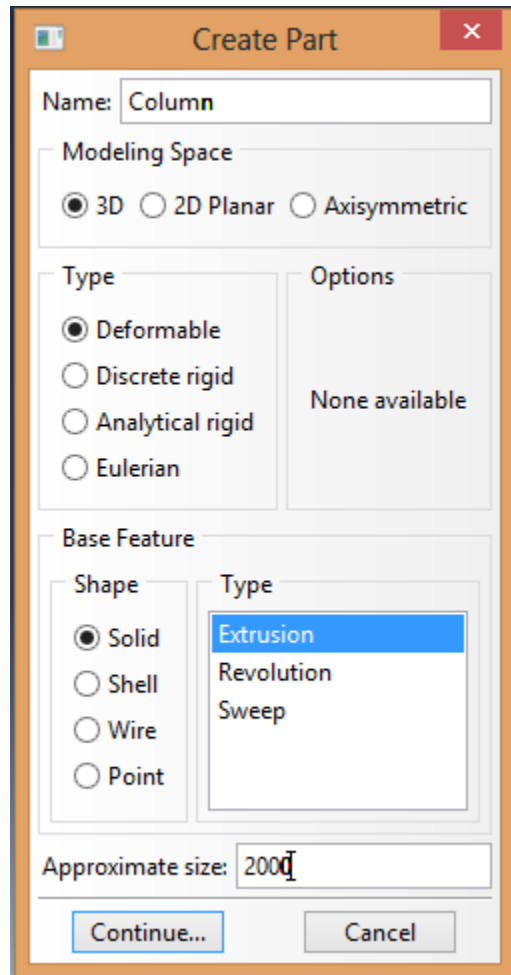 Create Part
Name: Column
Modeling Space
3D 2D Planar Axisymmetric
Type
Deformable
Discrete rigid
Analytical rigid
Eulerian
Options
None available
Base Feature
Shape
Solid
Shell
Wire
Point
Type
Extrusion
Revolution
Sweep
Approximate size: 2000
Continue... Cancel